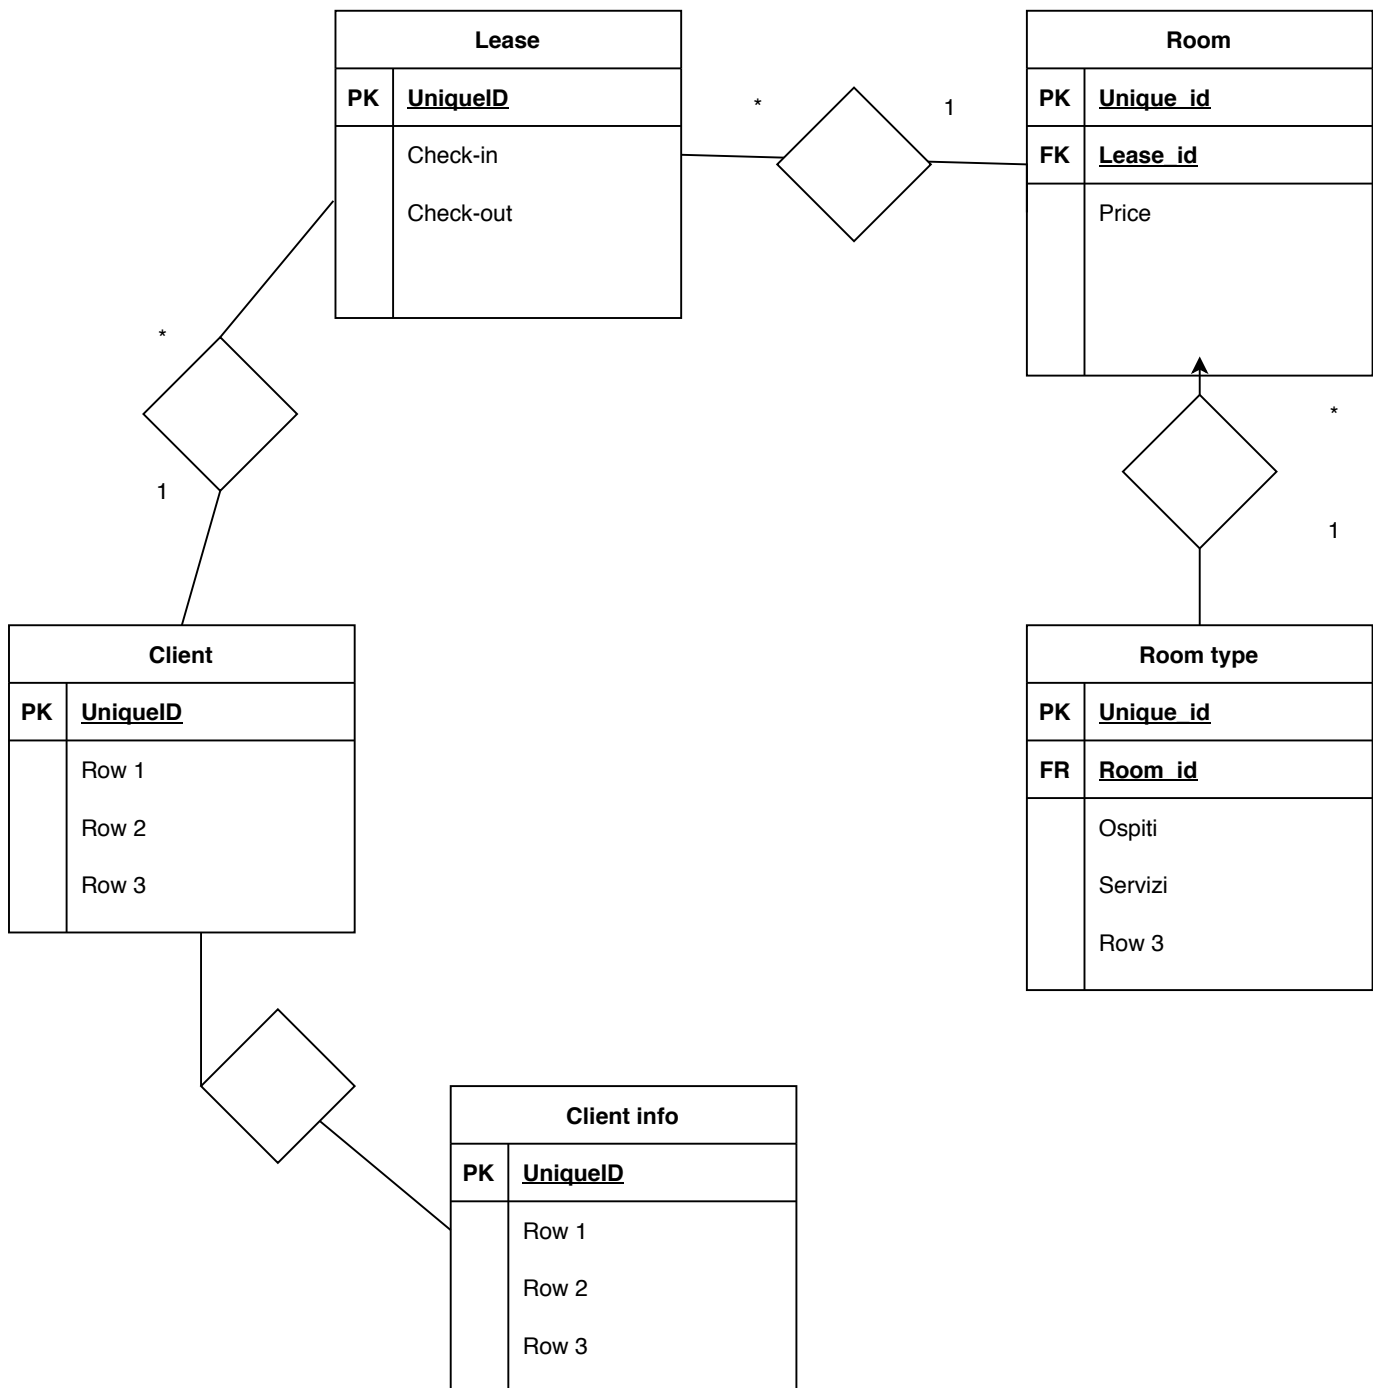 Lease
PK UniqueID
Check-in
Check-out
* 1
Room
PK Unique_id
FK Lease_id
Price
*
1
*
1
Client
PK UniqueID
Row 1
Row 2
Row 3
Room type
PK Unique_id
FR Room_id
Ospiti
Servizi
Row 3
Client info
PK UniqueID
Row 1
Row 2
Row 3